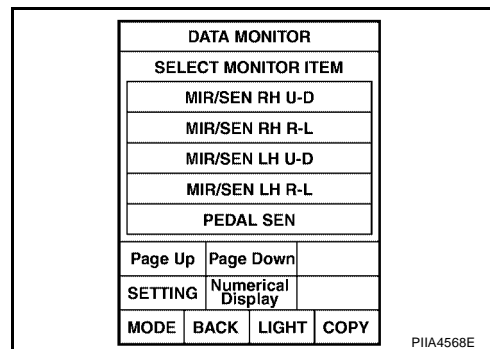 DATA MONITOR
SELECT MONITOR ITEM
MIR/SEN RH U-D
MIR/SEN RH R-L
MIR/SEN LH U-D
MIR/SEN LH R-L
PEDAL SEN
Page Up Page Down
SETTING Numerical
Display
MODE BACK LIGHT COPY
PIIA4568E